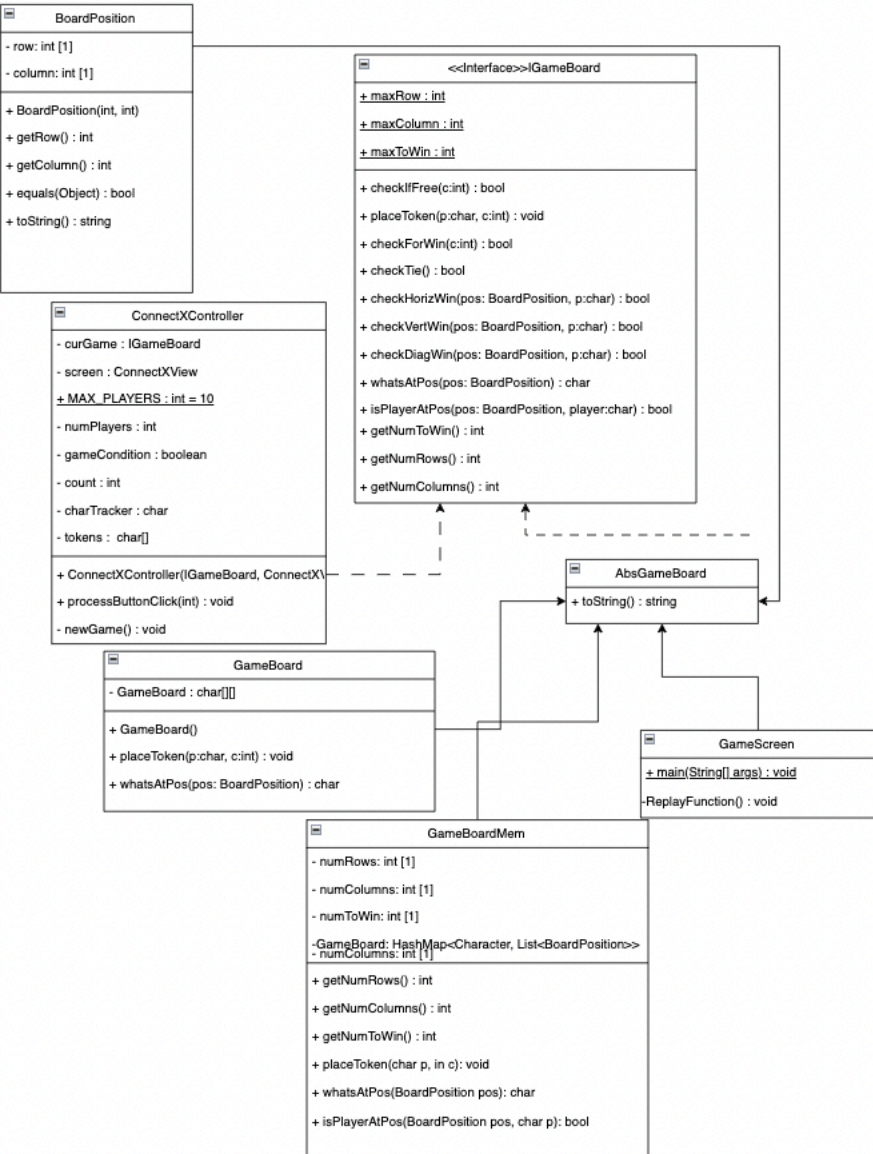 BoardPosition
- row: int [1]
- column: int [1]
+ BoardPosition(int, int)
+ getRow() : int
+ getColumn() : int
+ equals(Object) : bool
+ toString() : string
<<Interface>>IGameBoard
+ maxRow : int
+ maxColumn : int
+ maxToWin : int
+ checkIfFree(c:int) : bool
+ placeToken(p:char, c:int) : void
+ checkForWin(c:int) : bool
+ checkTie() : bool
+ checkHorizWin(pos: BoardPosition, p:char) : bool
+ checkVertWin(pos: BoardPosition, p:char) : bool
+ checkDiagWin(pos: BoardPosition, p:char) : bool
+ whatsAtPos(pos: BoardPosition) : char
+ isPlayerAtPos(pos: BoardPosition, player:char) : bool
+ getNumToWin() : int
+ getNumRows() : int
+ getNumColumns() : int
ConnectXController
- curGame : IGameBoard
- screen : ConnectXView
+ MAX_PLAYERS : int = 10
- numPlayers : int
- gameCondition : boolean
- count : int
- charTracker : char
- tokens :  char[]
+ ConnectXController(IGameBoard, ConnectX\
+ processButtonClick(int) : void
- newGame() : void
AbsGameBoard
+ toString() : string
GameBoard
- GameBoard : char[][]
+ GameBoard()
+ placeToken(p:char, c:int) : void
+ whatsAtPos(pos: BoardPosition) : char
GameScreen
+ main(String[] args) : void
-ReplayFunction() : void
GameBoardMem
- numRows: int [1]
- numColumns: int [1]
- numToWin: int [1]
-GameBoard: HashMap<Character, List<BoardPosition>>
- numColumns: int [1]
+ getNumRows() : int
+ getNumColumns() : int
+ getNumToWin() : int
+ placeToken(char p, in c): void
+ whatsAtPos(BoardPosition pos): char
+ isPlayerAtPos(BoardPosition pos, char p): bool